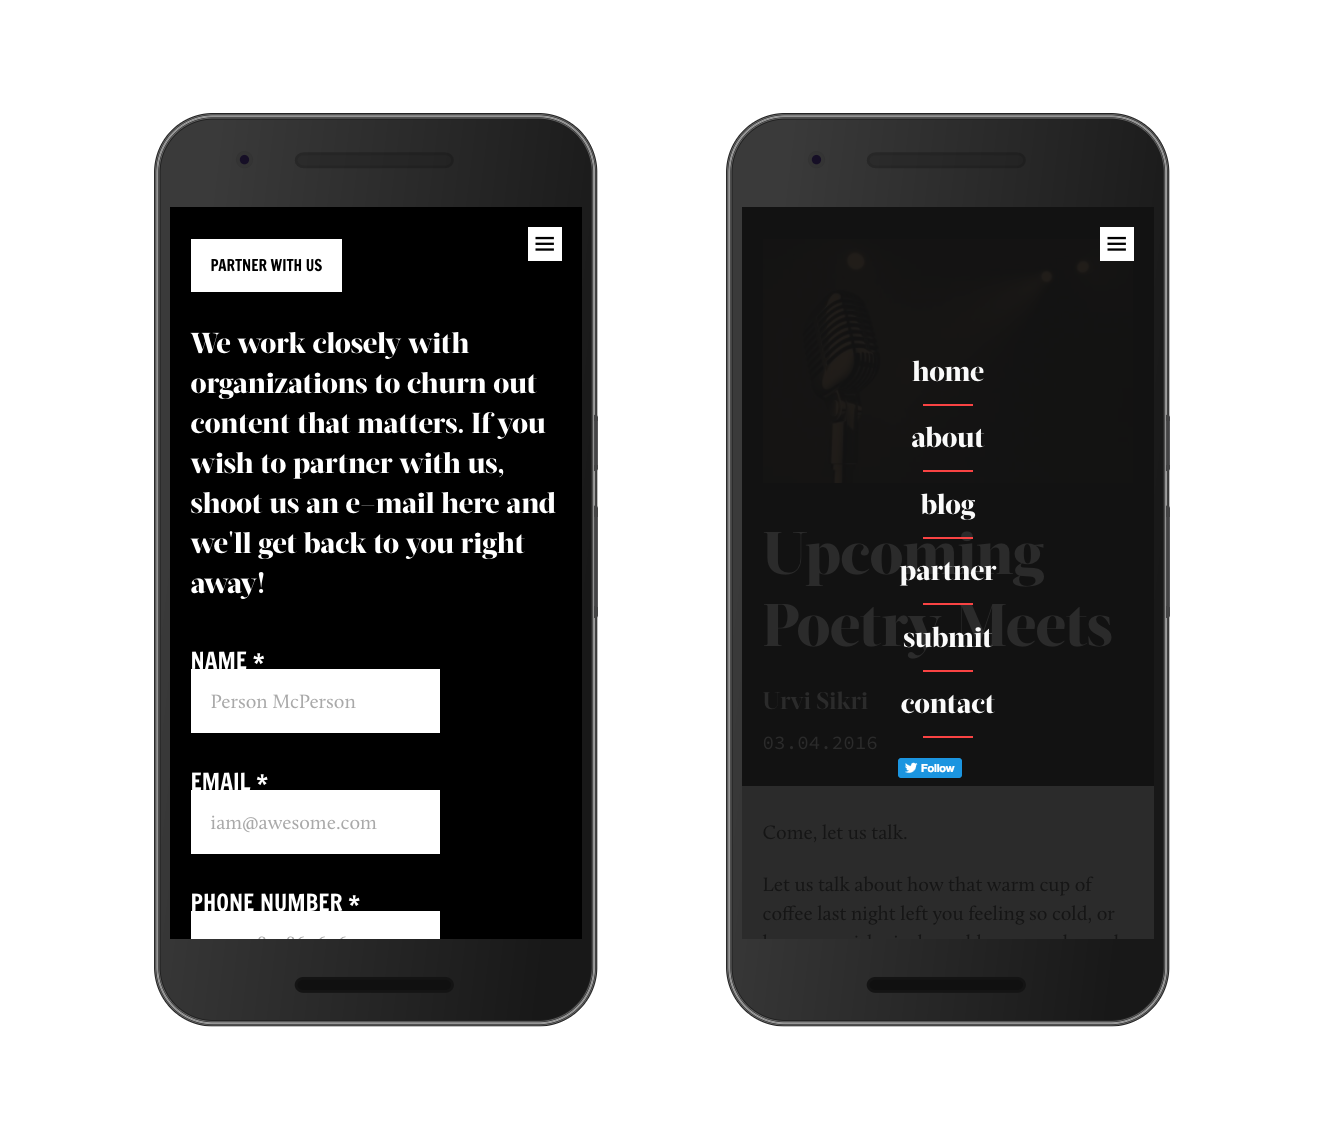 PARTNER WITH US
We work closely with
organizations to churn out
content that matters. If you
wish to partner with us,
shoot us an e-mail here and
we'll get back to you right
away!
NAME *
Person McPerson
EMAIL *
iam@awesome.com
PHONE NUMBER *
home
about
blog
partner
submit
contact
Follow
Upcoming
Poetry Meets
Urvi Sikri
03.04.2016
Come, let us talk.
Let us talk about how that warm cup of
coffee last night left you feeling so cold, or